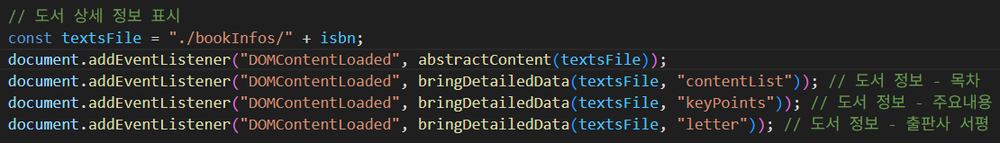 // 도서 상세 정보 표시
const textsFile = "./bookInfos/" + isbn;
document.addEventListener("DOMContentLoaded", abstractContent(textsFile));
document.addEventListener("DOMContentLoaded", bringDetailedData(textsFile, "contentList")); // 도서 정보 - 목차
document.addEventListener("DOMContentLoaded", bringDetailedData(textsFile, "keyPoints")); // 도서 정보 - 주요내용
document.addEventListener("DOMContentLoaded", bringDetailedData(textsFile, "letter")); // 도서 정보 - 출판사 서평